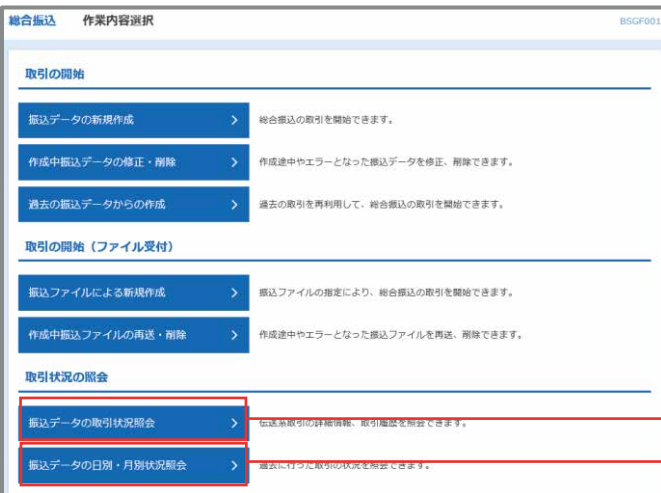 総合振込 作業内容選択 BSGF001
取引の開始
振込データの新規作成 総合振込の取引を開始できます。
作成中振込データの修正・削除 作成途中やエラーとなった振込データを修正、削除できます。
過去の振込データからの作成 過去の取引を再利用して、総合振込の取引を開始できます。
取引の開始（ファイル受付）
振込ファイルによる新規作成 振込ファイルの指定により、総合振込の取引を開始できます。
作成中振込ファイルの再送・削除 作成途中やエラーとなった振込ファイルを再送、削除できます。
取引状況の照会
振込データの取引状況照会 伝送系取引の詳細情報、取引履歴を照会できます。
振込データの日別・月別状況照会 過去に行った取引の状況を照会できます。